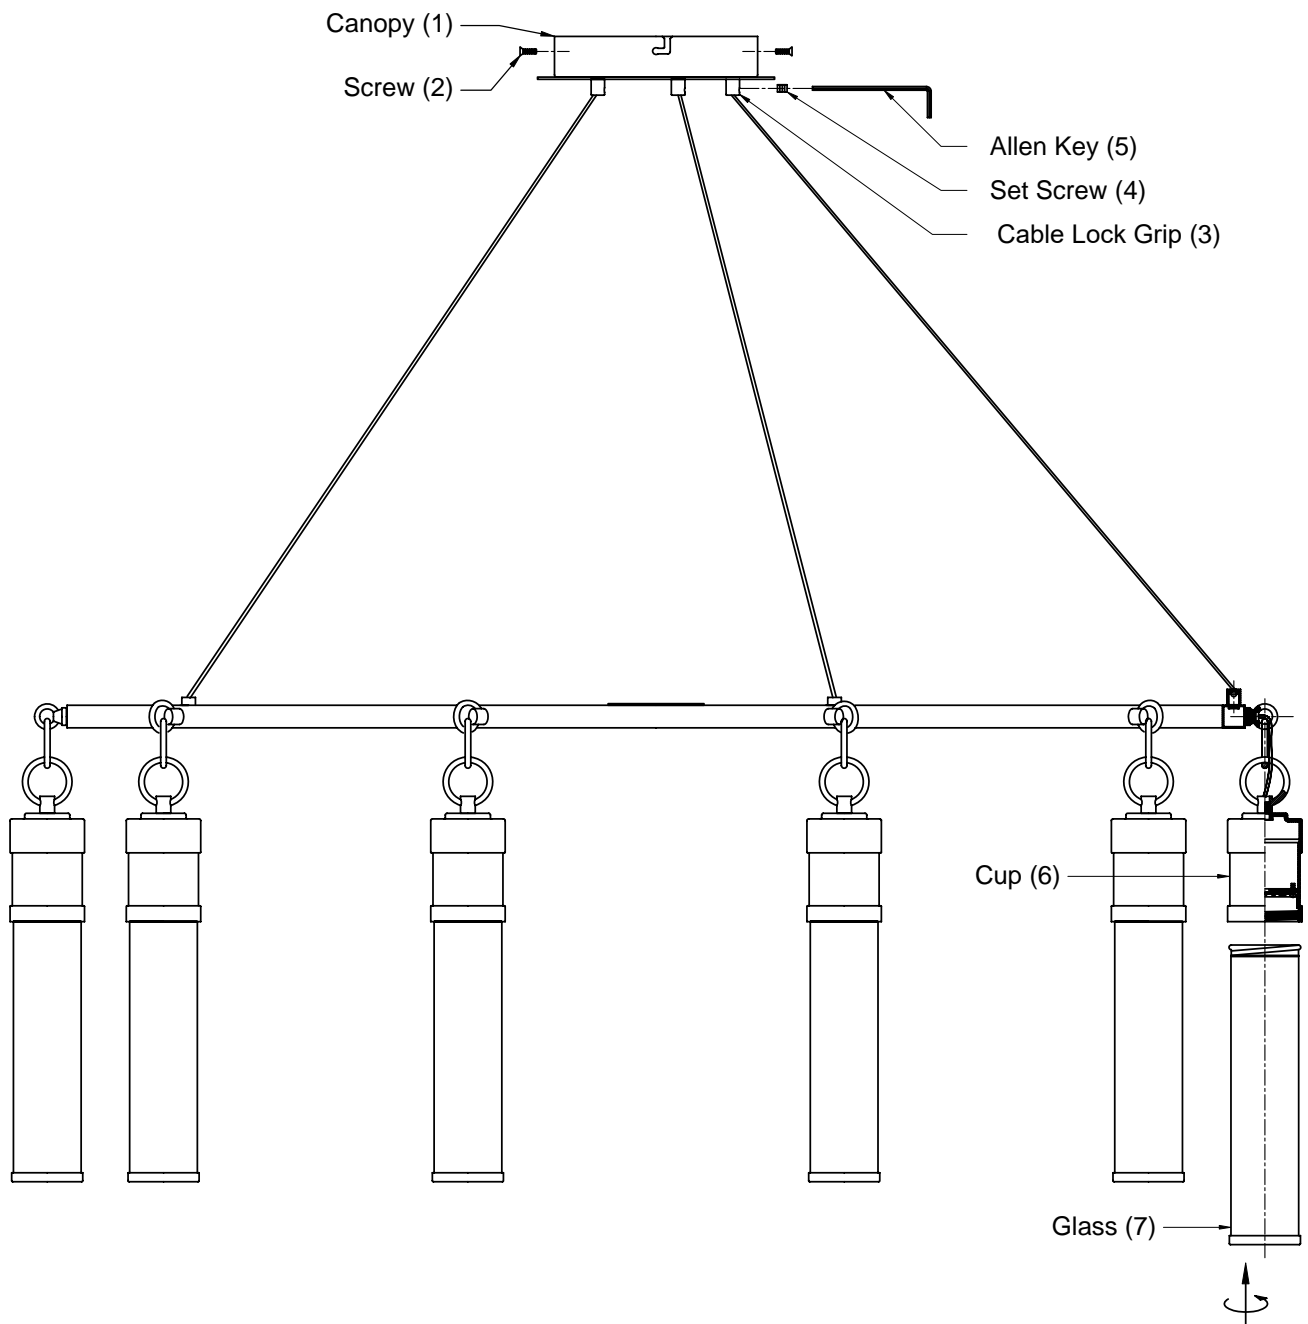 Canopy (1)
Screw (2)
Allen Key (5)
Set Screw (4)
Cable Lock Grip (3)
Cup (6)
Glass (7)